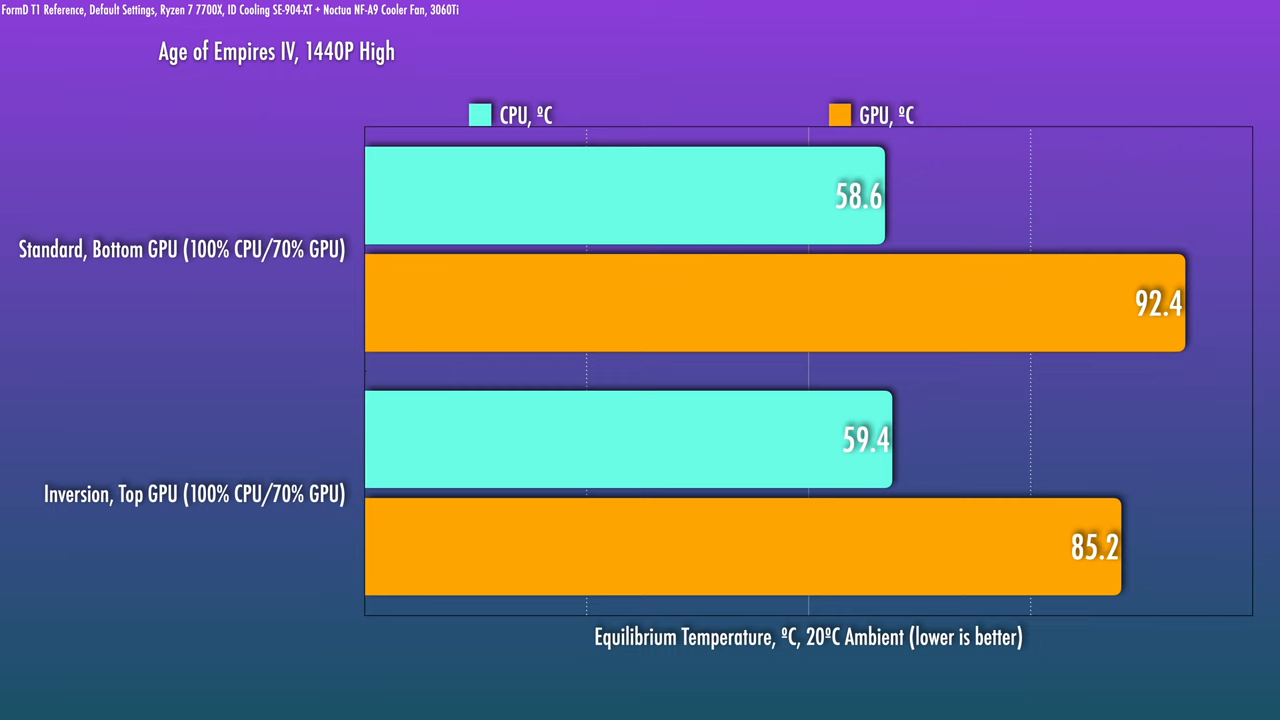 FormD T1 Reference, Default Settings, Ryzen 7 7700X, ID Cooling SE-904-XT + Noctua NF-A9 Cooler Fan, 3060Ti
Age of Empires IV, 1440P High
CPU, ºC
GPU, ºC
Standard, Bottom GPU (100% CPU/70% GPU)
58.6
92.4
Inversion, Top GPU (100% CPU/70% GPU)
59.4
85.2
Equilibrium Temperature, ºC, 20ºC Ambient (lower is better)